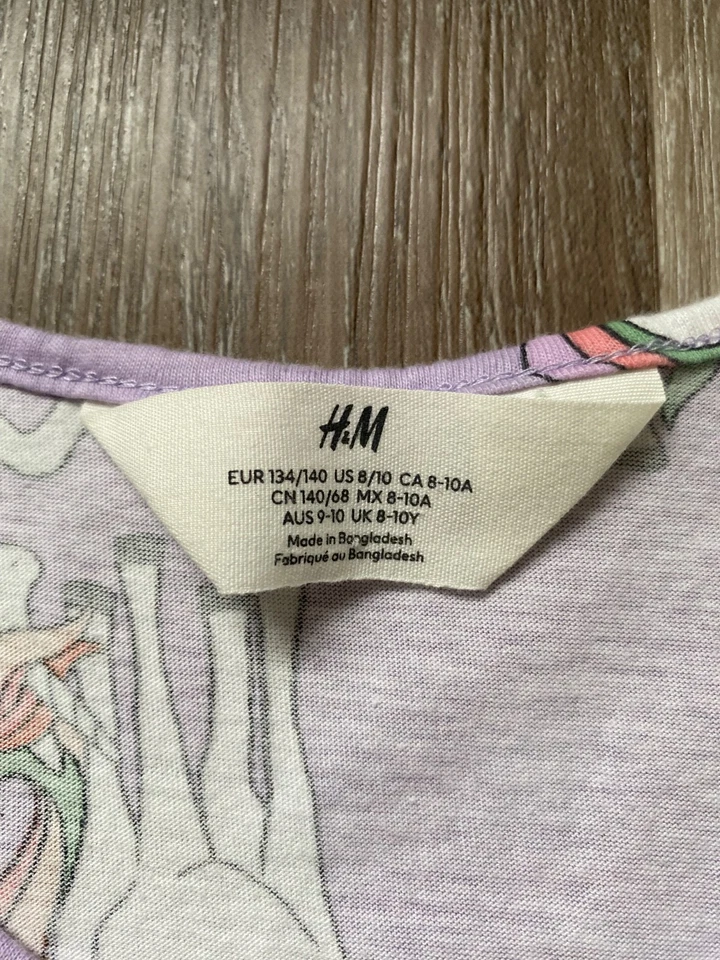 H&M
EUR 134/140 US 8/10 CA 8-10A
CN 140/68 MX 8-10A
AUS 9-10 UK 8-10Y
Made in Bangladesh
Fabriqué au Bangladesh